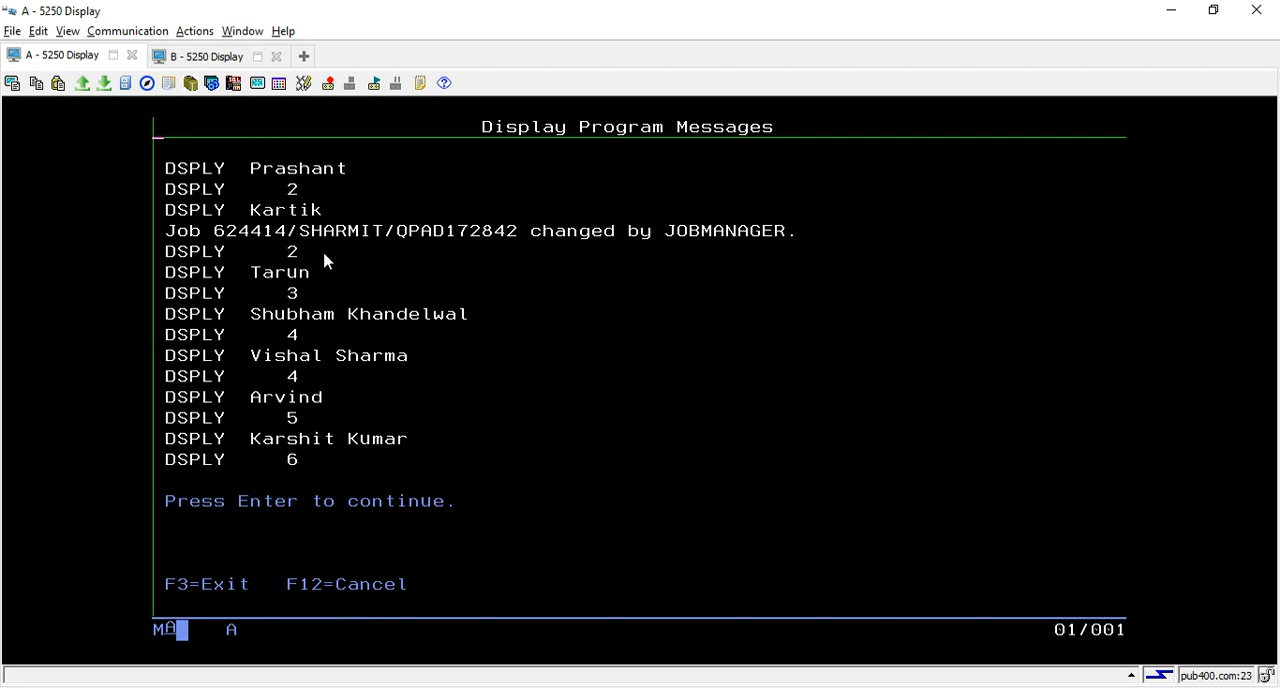 A - 5250 Display
File Edit View Communication Actions Window Help
A - 5250 Display B - 5250 Display
Display Program Messages
DSPLY Prashant
DSPLY 2
DSPLY Kartik
Job 624414/SHARMIT/QPAD172842 changed by JOBMANAGER.
DSPLY 2
DSPLY Tarun
DSPLY 3
DSPLY Shubham Khandelwal
DSPLY 4
DSPLY Vishal Sharma
DSPLY 4
DSPLY Arvind
DSPLY 5
DSPLY Karshit Kumar
DSPLY 6
Press Enter to continue.
F3=Exit F12=Cancel
MA A 01/001
pub400.com:23